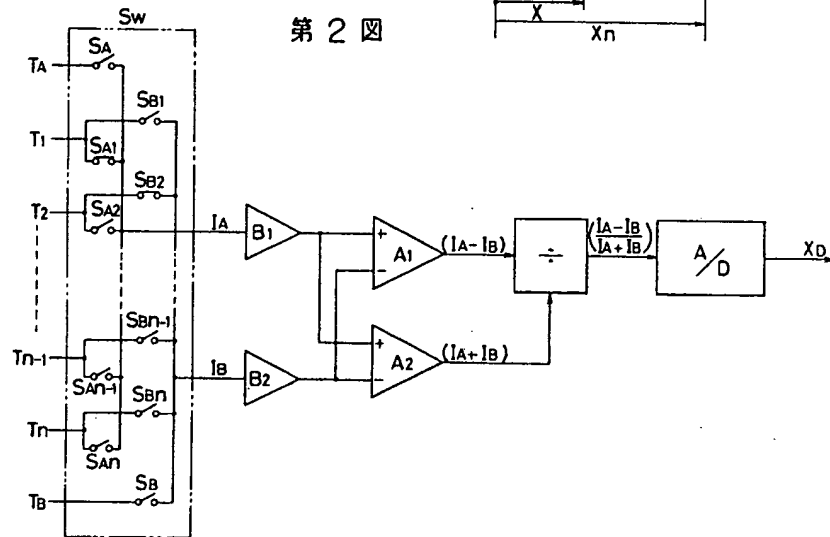 Sw
第2図
X
Xn
TA
SA
SB1
T1
SA1
SB2
T2
SA2
IA
B1
A1
+
−
(IA-IB)
÷
(IA-IB/IA+IB)
A/D
XD
SBn-1
Tn-1
SAn-1
IB
B2
A2
+
−
(IA+IB)
SBn
Tn
SAn
SB
TB